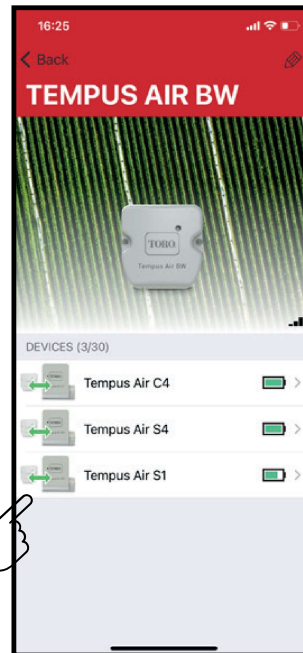 16:25
Back
TEMPUS AIR BW
TORO
Tempus Air BW
DEVICES (3/30)
Tempus Air C4
Tempus Air S4
Tempus Air S1